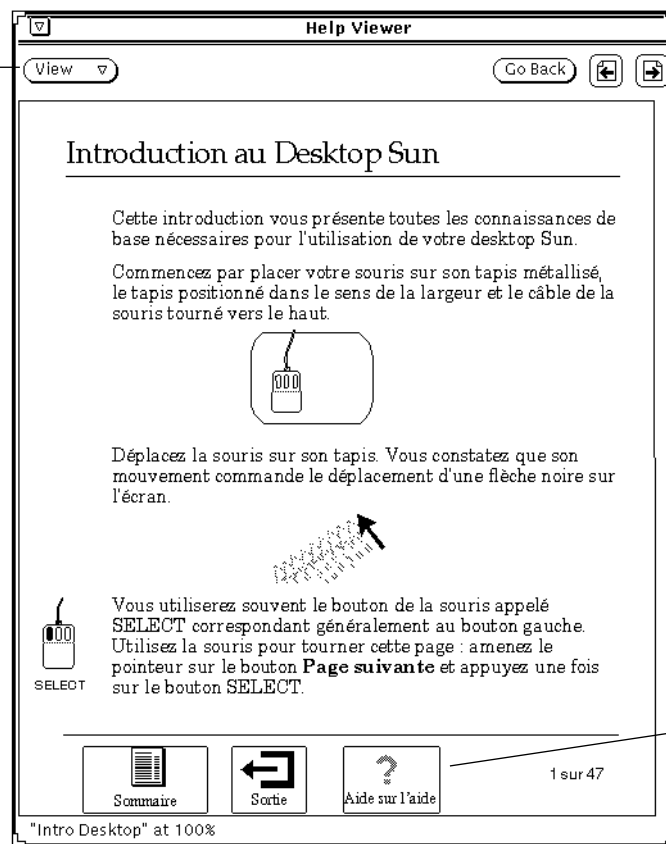 Help Viewer
View
Go Back
Introduction au Desktop Sun
Cette introduction vous présente toutes les connaissances de
base nécessaires pour l'utilisation de votre desktop Sun.
Commencez par placer votre souris sur son tapis métallisé,
le tapis positionné dans le sens de la largeur et le câble de la
souris tourné vers le haut.
Déplacez la souris sur son tapis. Vous constatez que son
mouvement commande le déplacement d'une flèche noire sur
l'écran.
Vous utiliserez souvent le bouton de la souris appelé
SELECT correspondant généralement au bouton gauche.
Utilisez la souris pour tourner cette page : amenez le
pointeur sur le bouton Page suivante et appuyez une fois
sur le bouton SELECT.
SELECT
Sommaire
Sortie
Aide sur l'aide
1 sur 47
"Intro Desktop" at 100%